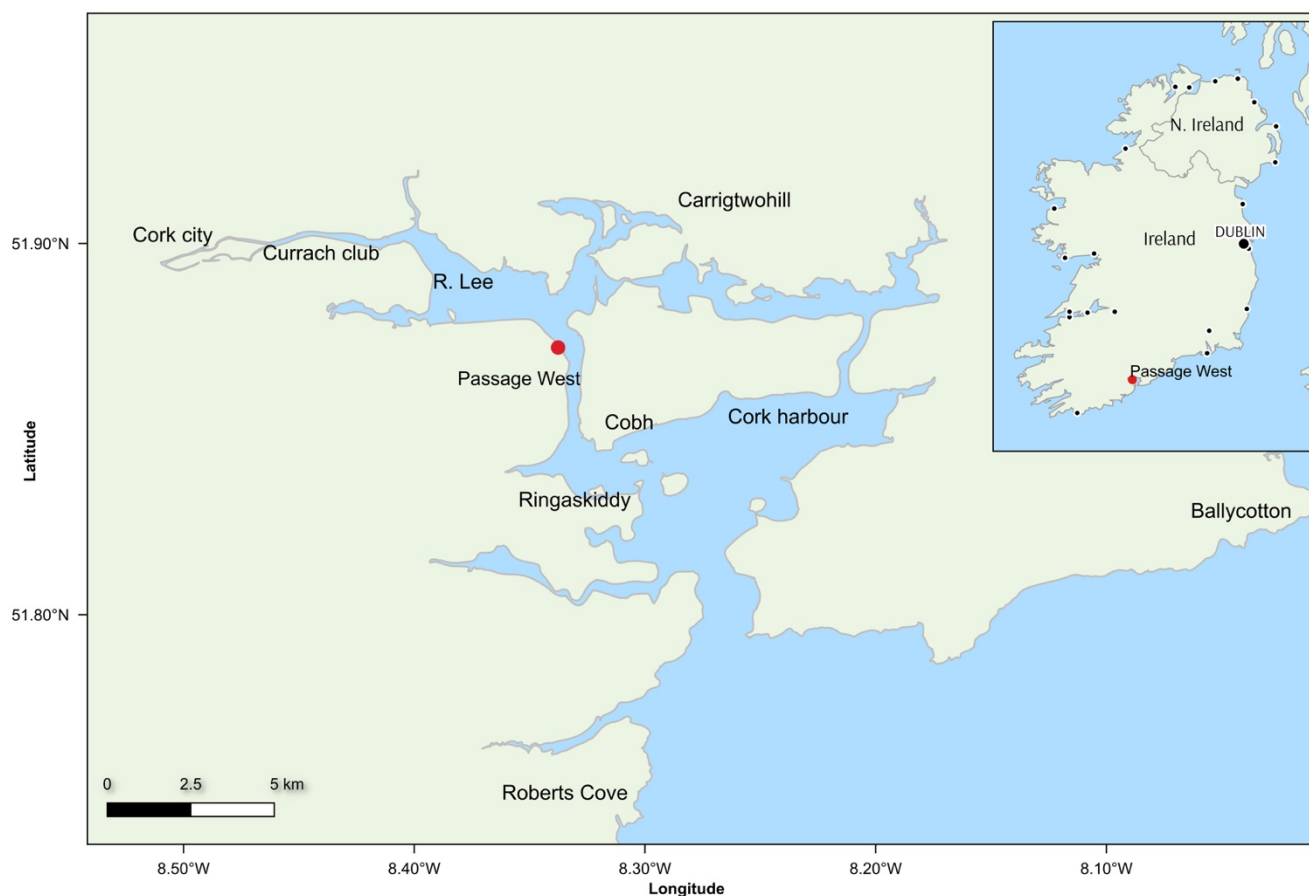 N. Ireland
Ireland
DUBLIN
Passage West
Carrigtwohill
Cork city
Currach club
R. Lee
Passage West
Cobh
Cork harbour
Ringaskiddy
Ballycotton
Roberts Cove
51.90°N
51.80°N
Latitude
0 2.5 5 km
8.50°W 8.40°W 8.30°W 8.20°W 8.10°W
Longitude